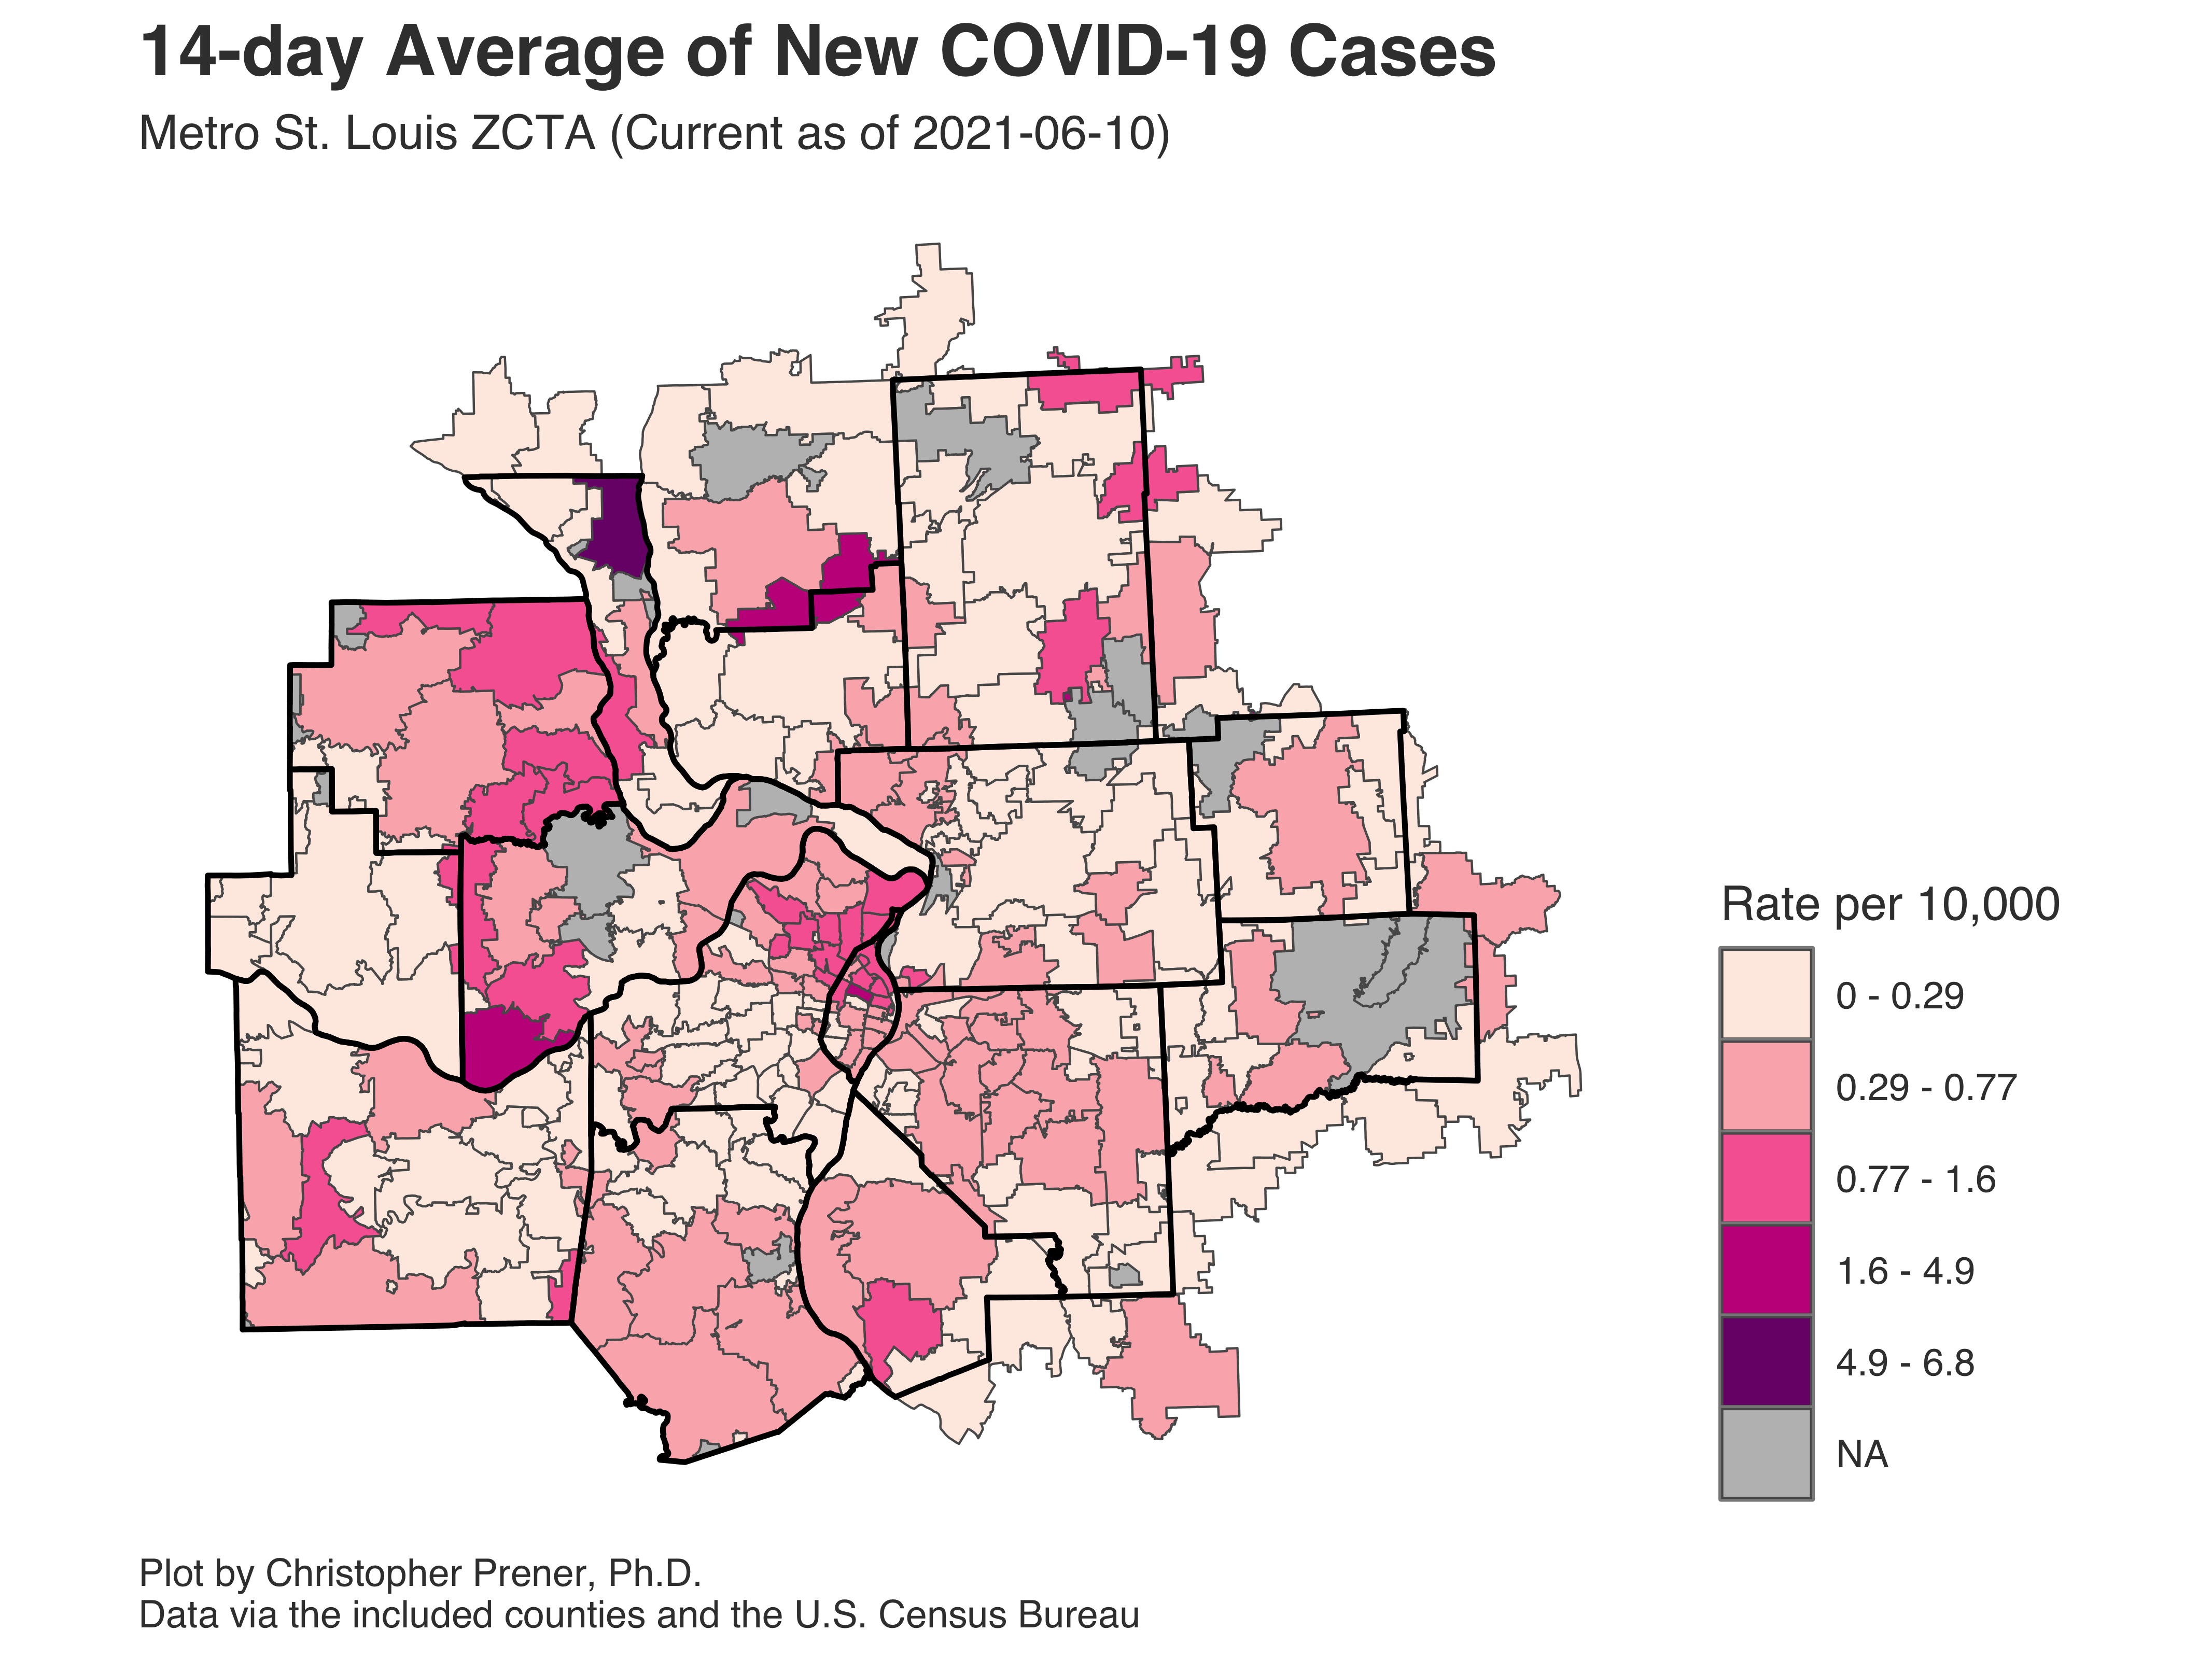 14-day Average of New COVID-19 Cases
Metro St. Louis ZCTA (Current as of 2021-06-10)
Rate per 10,000
0 - 0.29
0.29 - 0.77
0.77 - 1.6
1.6 - 4.9
4.9 - 6.8
NA
Plot by Christopher Prener, Ph.D.
Data via the included counties and the U.S. Census Bureau